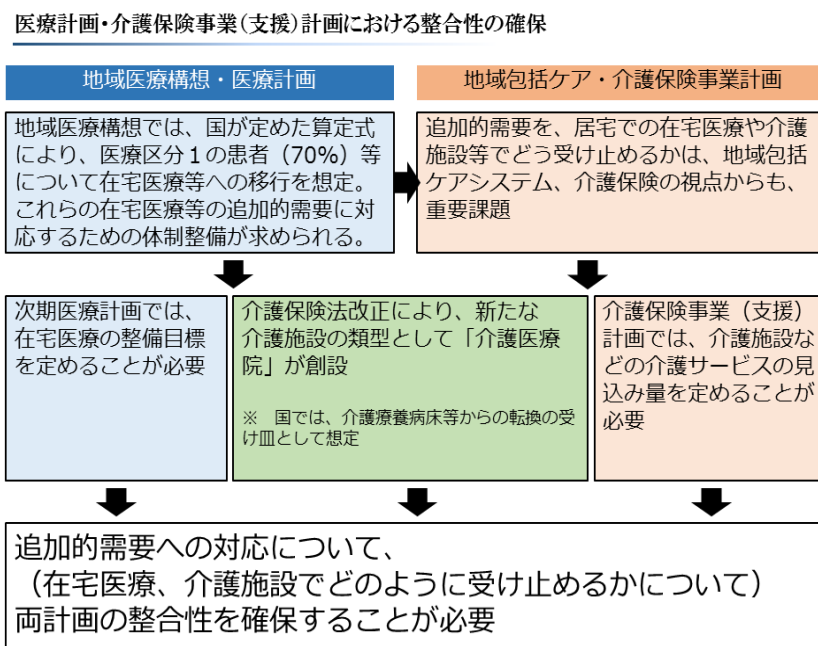 医療計画・介護保険事業(支援)計画における整合性の確保
地域医療構想・医療計画
地域包括ケア・介護保険事業計画
地域医療構想では、国が定めた算定式
により、医療区分1の患者（70%）等
について在宅医療等への移行を想定。
これらの在宅医療等の追加的需要に対
応するための体制整備が求められる。
追加的需要を、居宅での在宅医療や介護
施設等でどう受け止めるかは、地域包括
ケアシステム、介護保険の視点からも、
重要課題
次期医療計画では、
在宅医療の整備目標
を定めることが必要
介護保険法改正により、新たな
介護施設の類型として「介護医療
院」が創設
※　国では、介護療養病床等からの転換の受
け皿として想定
介護保険事業（支援）
計画では、介護施設な
どの介護サービスの見
込み量を定めることが
必要
追加的需要への対応について、
（在宅医療、介護施設でどのように受け止めるかについて）
両計画の整合性を確保することが必要